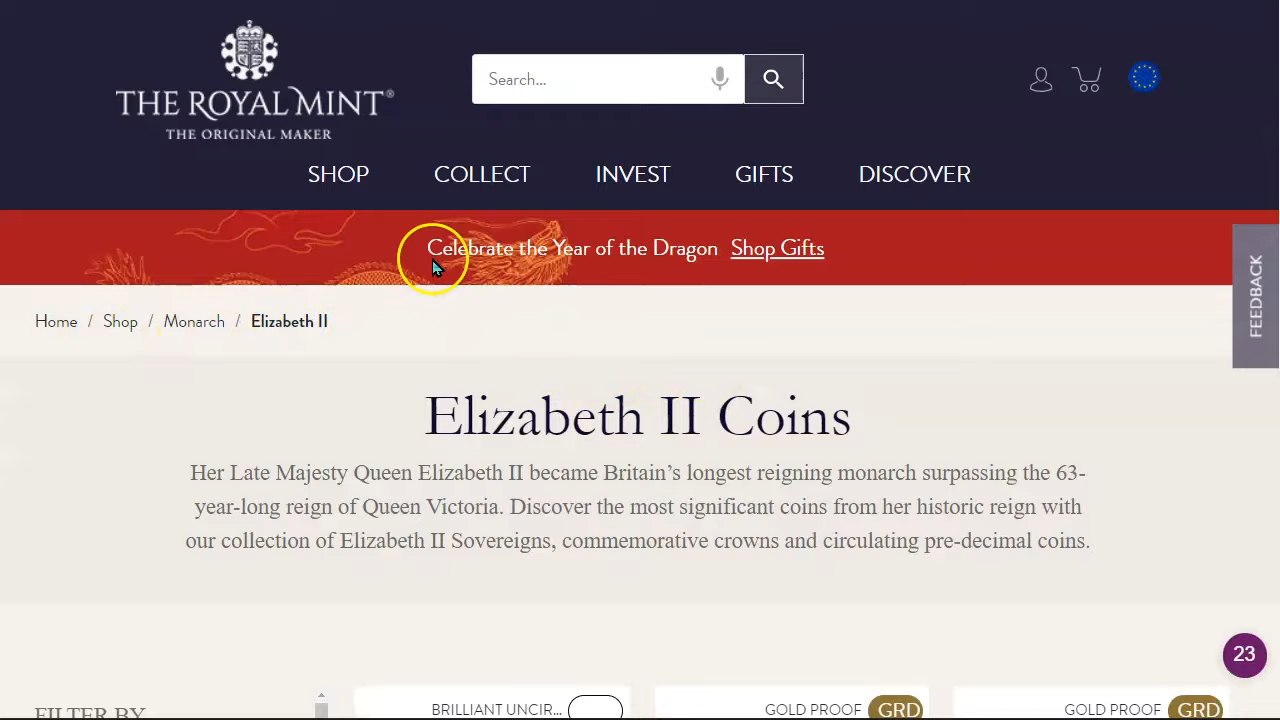 THE ROYAL MINT®
THE ORIGINAL MAKER
Search...
SHOP COLLECT INVEST GIFTS DISCOVER
Celebrate the Year of the Dragon Shop Gifts
FEEDBACK
Home / Shop / Monarch / Elizabeth II
Elizabeth II Coins
Her Late Majesty Queen Elizabeth II became Britain's longest reigning monarch surpassing the 63-
year-long reign of Queen Victoria. Discover the most significant coins from her historic reign with
our collection of Elizabeth II Sovereigns, commemorative crowns and circulating pre-decimal coins.
23
FILTER BY
BRILLIANT UNCIR... GOLD PROOF GRD GOLD PROOF GRD